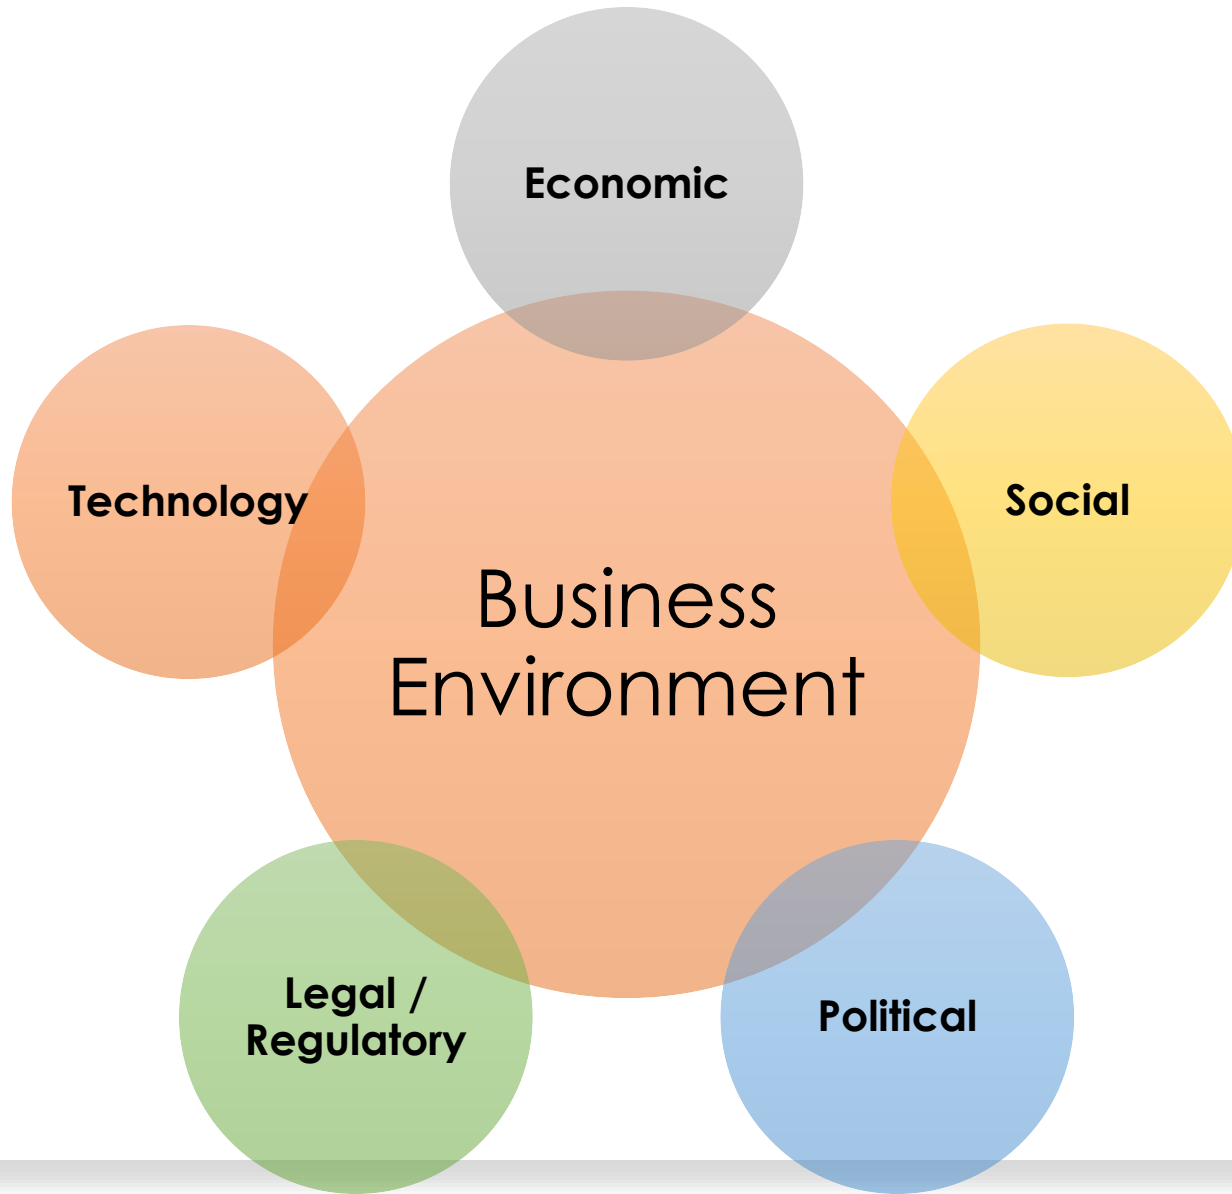 Economic
Technology
Social
Business
Environment
Legal /
Regulatory
Political